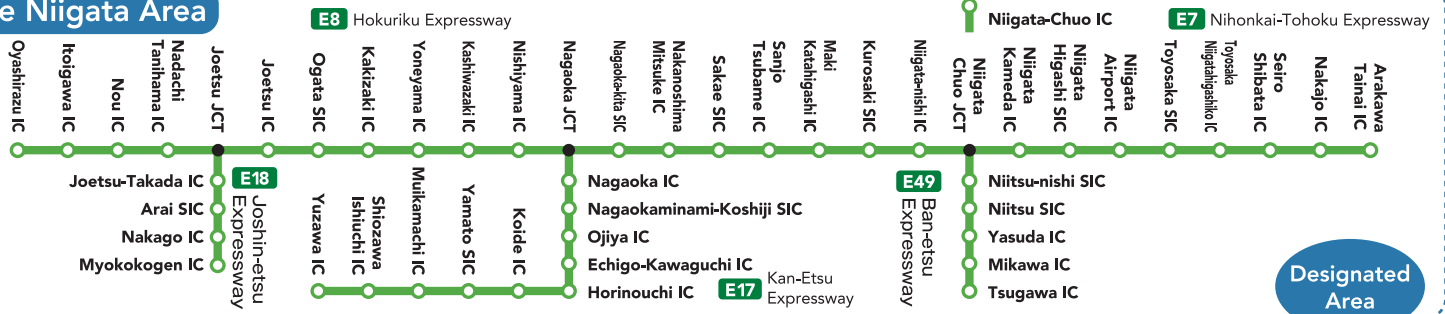 e Niigata Area
E8 Hokuriku Expressway
Niigata-Chuo IC
E7 Nihonkai-Tohoku Expressway
Oyashirazu IC
Itoigawa IC
Nou IC
Nadachi
Tanihama IC
Joetsu JCT
Joetsu IC
Ogata SIC
Kakizaki IC
Yoneyama IC
Kashiwazaki IC
Nishiyama IC
Nagaoka JCT
Nagaoka-kita SIC
Nakanoshima
Mitsuke IC
Sakae SIC
Sanjo
Tsubame IC
Maki
Katahigashi IC
Kurosaki SIC
Niigata-nishi IC
Niigata
Chuo JCT
Niigata
Kameda IC
Niigata
Higashi SIC
Niigata
Airport IC
Toyosaka SIC
Toyosaka
Niigatahigashiko IC
Seiro
Shibata IC
Nakajo IC
Arakawa
Tainai IC
Joetsu-Takada IC
Arai SIC
Nakago IC
Myokokogen IC
E18
Joshin-etsu
Expressway
Yuzawa IC
Shiozawa
Ishiuchi IC
Muikamachi IC
Yamato SIC
Koide IC
Nagaoka IC
Nagaokaminami-Koshiji SIC
Ojiya IC
Echigo-Kawaguchi IC
Horinouchi IC
E17
Kan-Etsu
Expressway
E49
Ban-etsu
Expressway
Niitsu-nishi SIC
Niitsu SIC
Yasuda IC
Mikawa IC
Tsugawa IC
Designated
Area